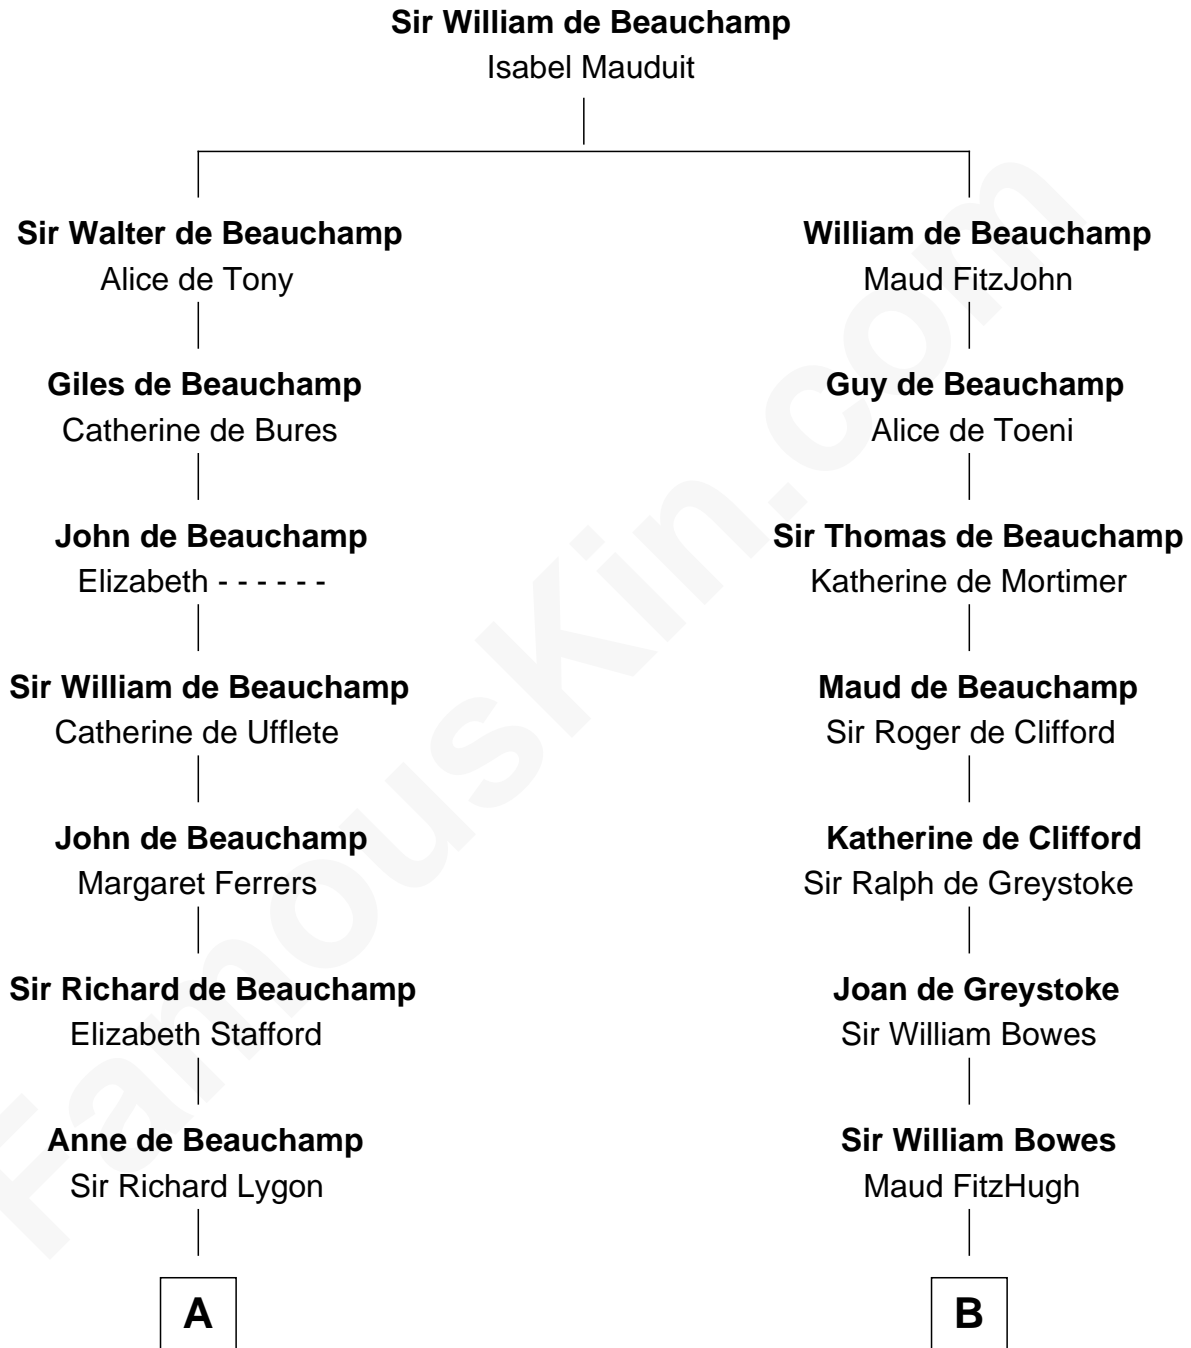 Sir William de Beauchamp
Isabel Mauduit
Sir Walter de Beauchamp
Alice de Tony
William de Beauchamp
Maud FitzJohn
Giles de Beauchamp
Catherine de Bures
Guy de Beauchamp
Alice de Toeni
John de Beauchamp
Elizabeth - - - - - -
Sir Thomas de Beauchamp
Katherine de Mortimer
Sir William de Beauchamp
Catherine de Ufflete
Maud de Beauchamp
Sir Roger de Clifford
John de Beauchamp
Margaret Ferrers
Katherine de Clifford
Sir Ralph de Greystoke
Sir Richard de Beauchamp
Elizabeth Stafford
Joan de Greystoke
Sir William Bowes
Anne de Beauchamp
Sir Richard Lygon
Sir William Bowes
Maud FitzHugh
A
B
FamousKin.com